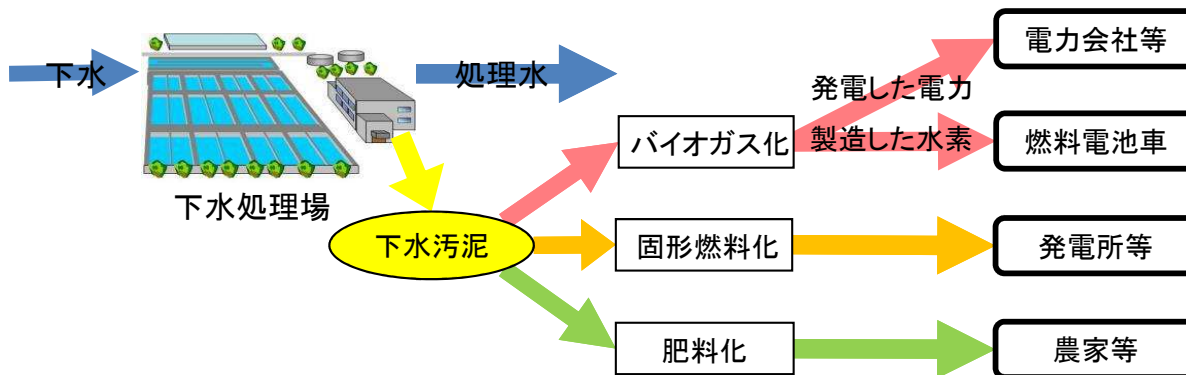 下水
処理水
下水処理場
下水汚泥
バイオガス化
発電した電力
製造した水素
電力会社等
燃料電池車
固形燃料化
発電所等
肥料化
農家等